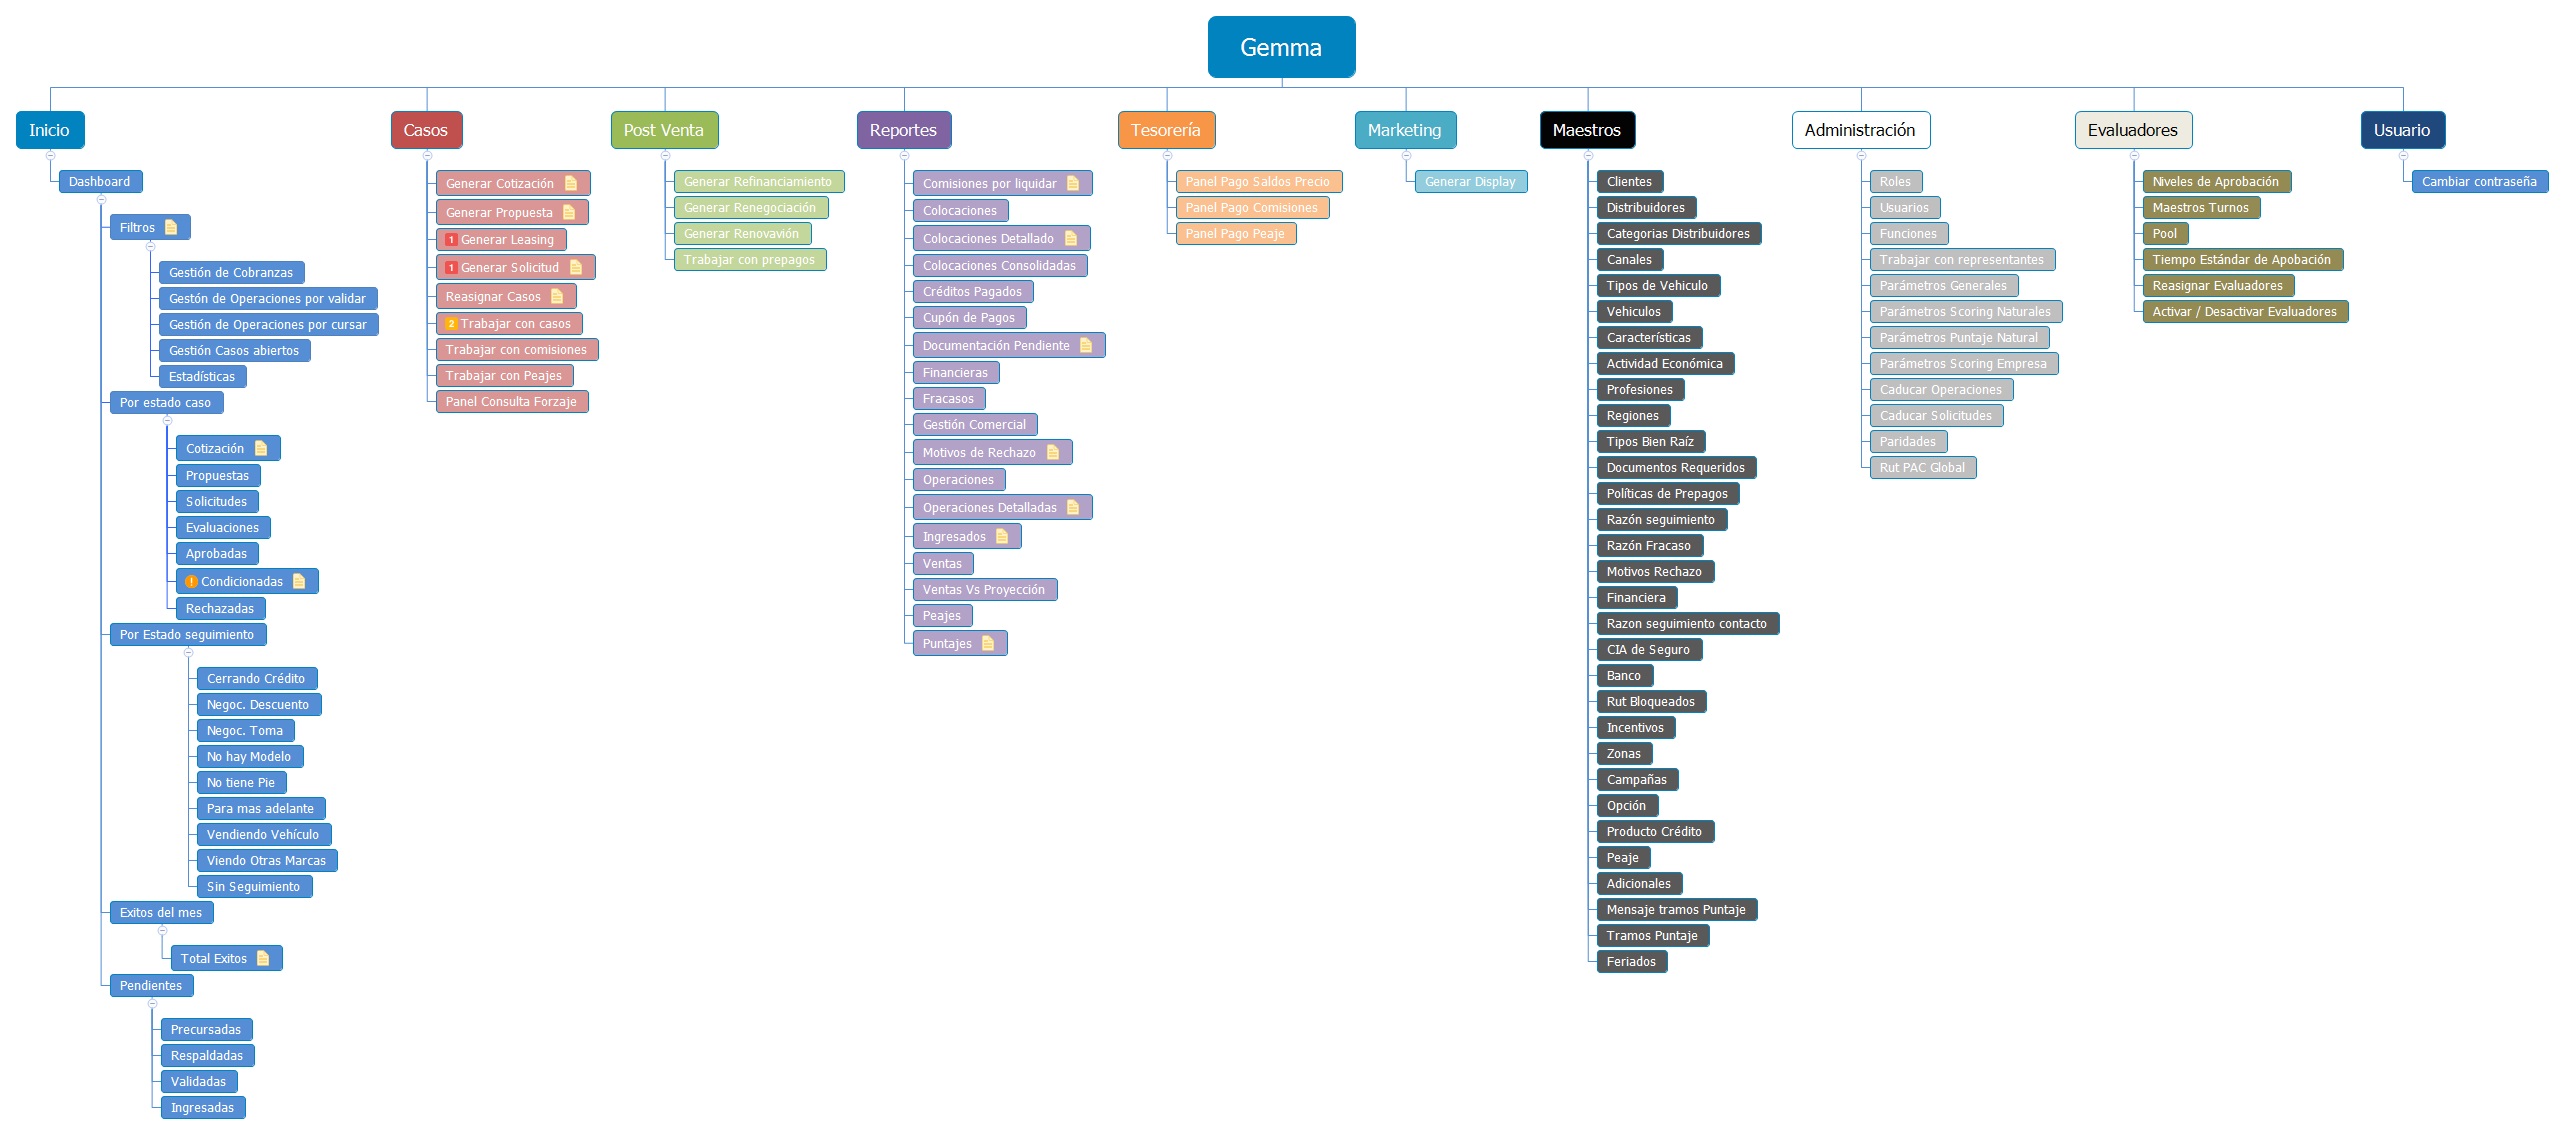 Gemma
Inicio
Dashboard
Filtros
Gestión de Cobranzas
Gestón de Operaciones por validar
Gestión de Operaciones por cursar
Gestión Casos abiertos
Estadísticas
Por estado caso
Cotización
Propuestas
Solicitudes
Evaluaciones
Aprobadas
! Condicionadas
Rechazadas
Por Estado seguimiento
Cerrando Crédito
Negoc. Descuento
Negoc. Toma
No hay Modelo
No tiene Pie
Para mas adelante
Vendiendo Vehículo
Viendo Otras Marcas
Sin Seguimiento
Exitos del mes
Total Exitos
Pendientes
Precursadas
Respaldadas
Validadas
Ingresadas
Casos
Generar Cotización
Generar Propuesta
1 Generar Leasing
1 Generar Solicitud
Reasignar Casos
2 Trabajar con casos
Trabajar con comisiones
Trabajar con Peajes
Panel Consulta Forzaje
Post Venta
Generar Refinanciamiento
Generar Renegociación
Generar Renovavión
Trabajar con prepagos
Reportes
Comisiones por liquidar
Colocaciones
Colocaciones Detallado
Colocaciones Consolidadas
Créditos Pagados
Cupón de Pagos
Documentación Pendiente
Financieras
Fracasos
Gestión Comercial
Motivos de Rechazo
Operaciones
Operaciones Detalladas
Ingresados
Ventas
Ventas Vs Proyección
Peajes
Puntajes
Tesorería
Panel Pago Saldos Precio
Panel Pago Comisiones
Panel Pago Peaje
Marketing
Generar Display
Maestros
Clientes
Distribuidores
Categorias Distribuidores
Canales
Tipos de Vehiculo
Vehiculos
Características
Actividad Económica
Profesiones
Regiones
Tipos Bien Raíz
Documentos Requeridos
Políticas de Prepagos
Razón seguimiento
Razón Fracaso
Motivos Rechazo
Financiera
Razon seguimiento contacto
CIA de Seguro
Banco
Rut Bloqueados
Incentivos
Zonas
Campañas
Opción
Producto Crédito
Peaje
Adicionales
Mensaje tramos Puntaje
Tramos Puntaje
Feriados
Administración
Roles
Usuarios
Funciones
Trabajar con representantes
Parámetros Generales
Parámetros Scoring Naturales
Parámetros Puntaje Natural
Parámetros Scoring Empresa
Caducar Operaciones
Caducar Solicitudes
Paridades
Rut PAC Global
Evaluadores
Niveles de Aprobación
Maestros Turnos
Pool
Tiempo Estándar de Apobación
Reasignar Evaluadores
Activar / Desactivar Evaluadores
Usuario
Cambiar contraseña